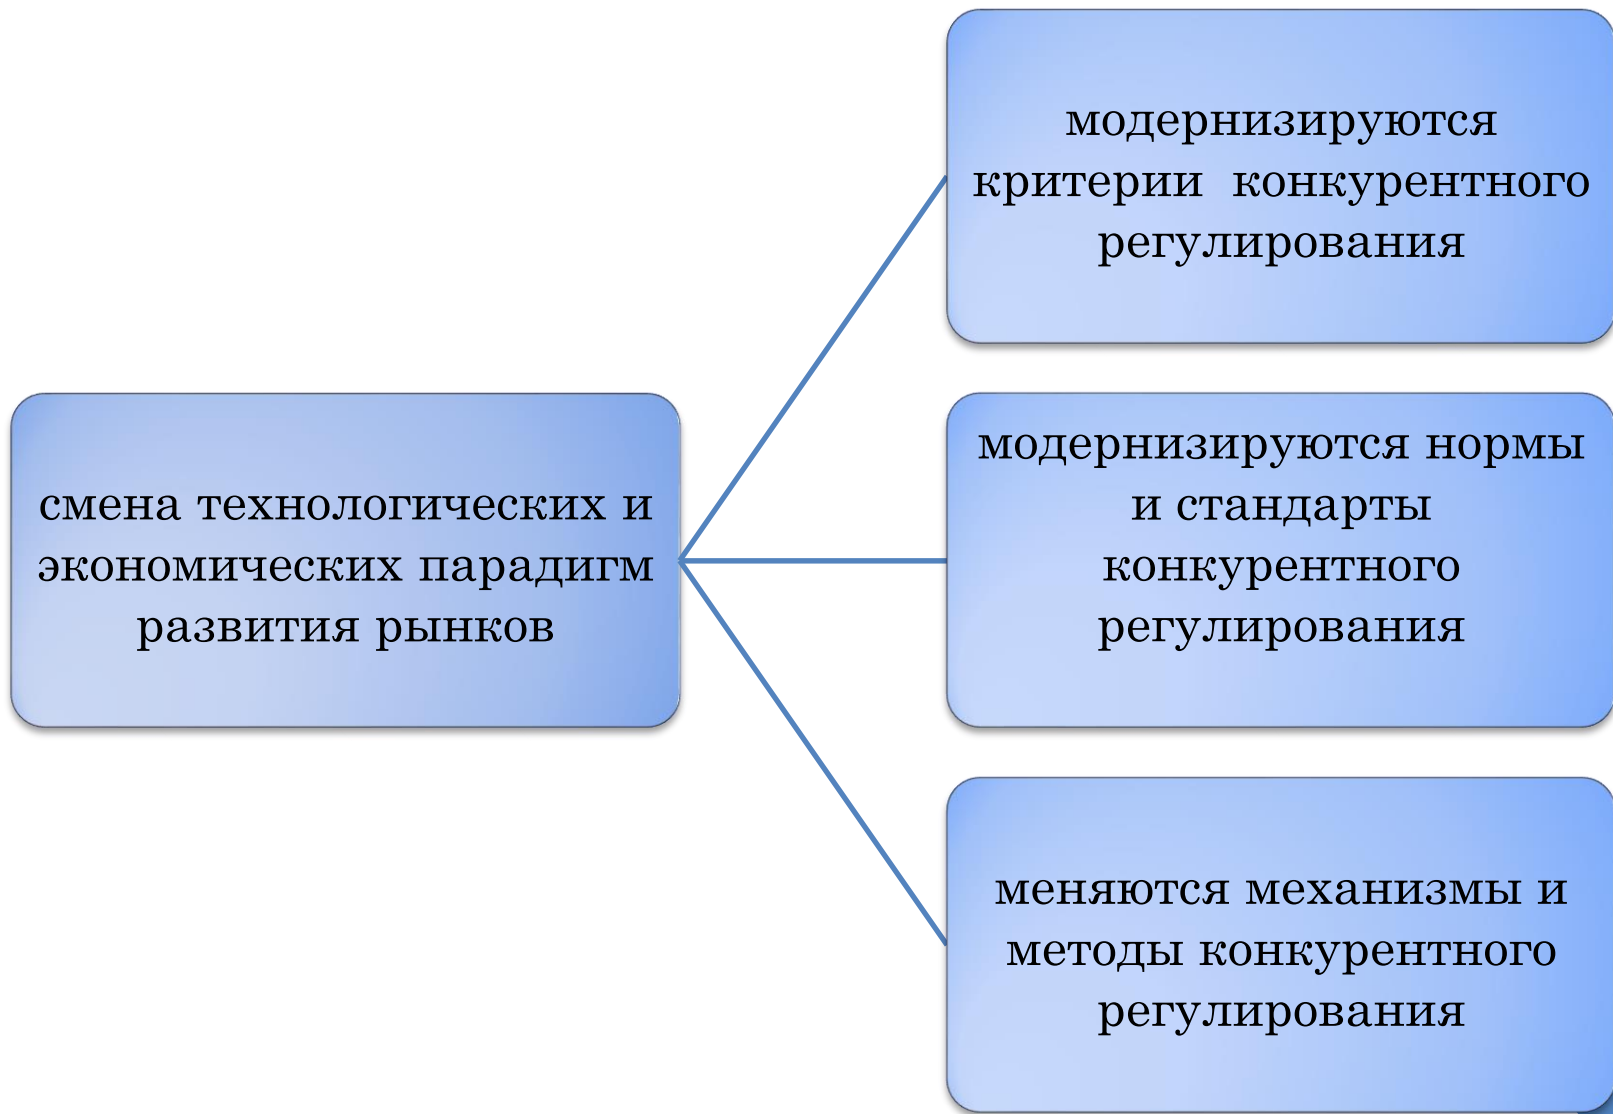 смена технологических и
экономических парадигм
развития рынков
модернизируются
критерии конкурентного
регулирования
модернизируются нормы
и стандарты
конкурентного
регулирования
меняются механизмы и
методы конкурентного
регулирования